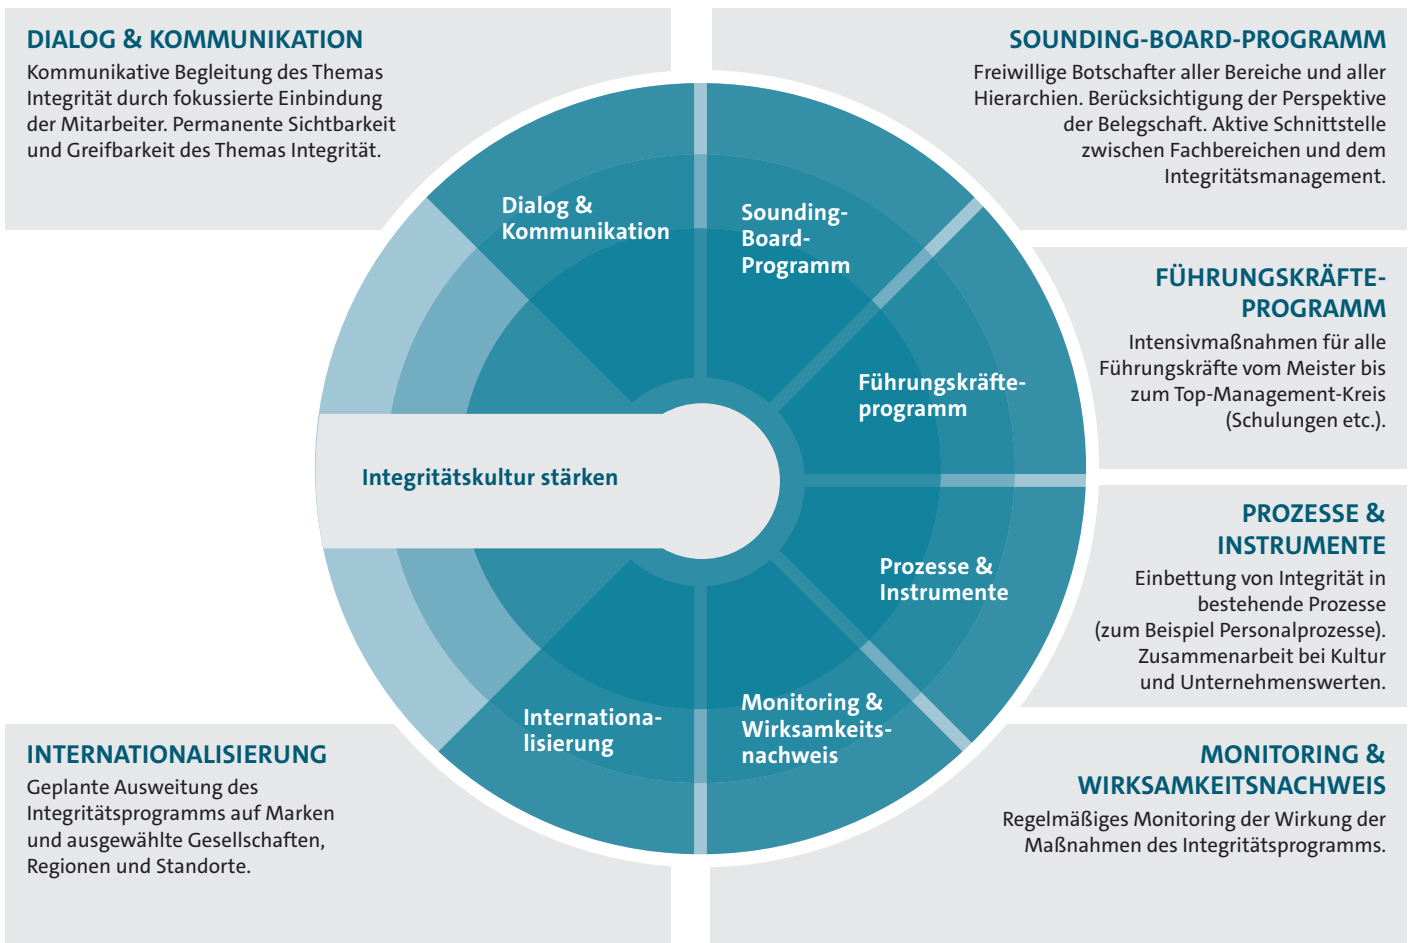 DIALOG & KOMMUNIKATION
Kommunikative Begleitung des Themas
Integrität durch fokussierte Einbindung
der Mitarbeiter. Permanente Sichtbarkeit
und Greifbarkeit des Themas Integrität.
SOUNDING-BOARD-PROGRAMM
Freiwillige Botschafter aller Bereiche und aller
Hierarchien. Berücksichtigung der Perspektive
der Belegschaft. Aktive Schnittstelle
zwischen Fachbereichen und dem
Integritätsmanagement.
FÜHRUNGSKRÄFTE-
PROGRAMM
Intensivmaßnahmen für alle
Führungskräfte vom Meister bis
zum Top-Management-Kreis
(Schulungen etc.).
PROZESSE &
INSTRUMENTE
Einbettung von Integrität in
bestehende Prozesse
(zum Beispiel Personalprozesse).
Zusammenarbeit bei Kultur
und Unternehmenswerten.
MONITORING &
WIRKSAMKEITSNACHWEIS
Regelmäßiges Monitoring der Wirkung der
Maßnahmen des Integritätsprogramms.
INTERNATIONALISIERUNG
Geplante Ausweitung des
Integritätsprogramms auf Marken
und ausgewählte Gesellschaften,
Regionen und Standorte.
Dialog &
Kommunikation
Sounding-
Board-
Programm
Führungskräfte-
programm
Prozesse &
Instrumente
Monitoring &
Wirksamkeits-
nachweis
Internationa-
lisierung
Integritätskultur stärken